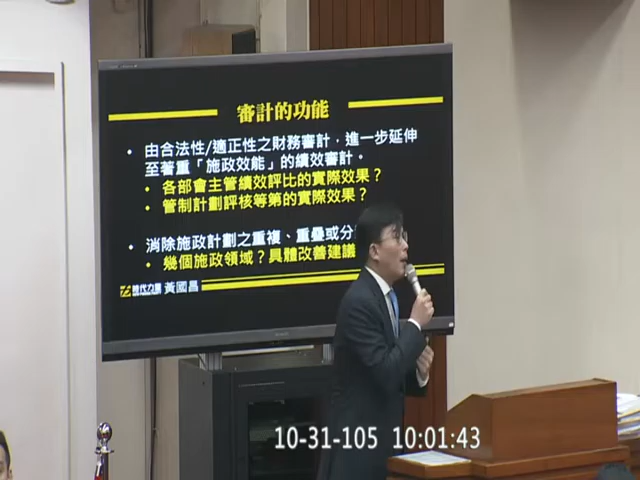 審計的功能
• 由合法性/適正性之財務審計，進一步延伸
至著重「施政效能」的績效審計。
• 各部會主管績效評比的實際效果？
• 管制計劃評核等第的實際效果？
• 消除施政計劃之重複、重疊或分
• 幾個施政領域？具體改善建議
時代力量 黃國昌
10-31-105 10:01:43